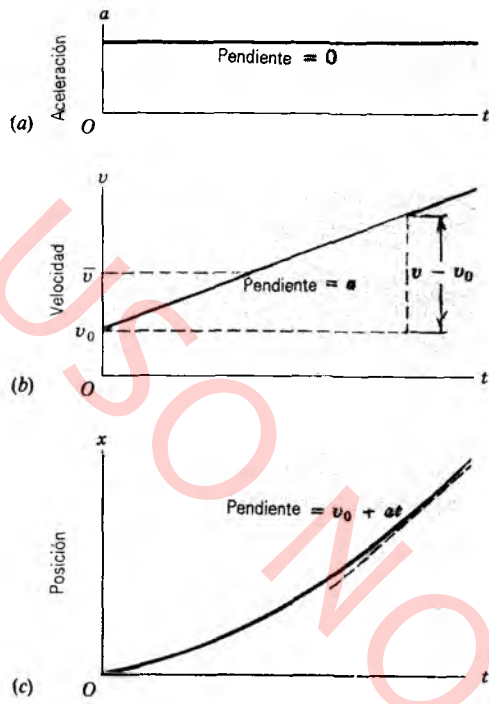 a
Aceleración
Pendiente = 0
(a)
O
t
v
Velocidad
v̄
Pendiente = a
v − v₀
v₀
(b)
O
t
x
Pendiente = v₀ + at
Posición
(c)
O
t
USO NO